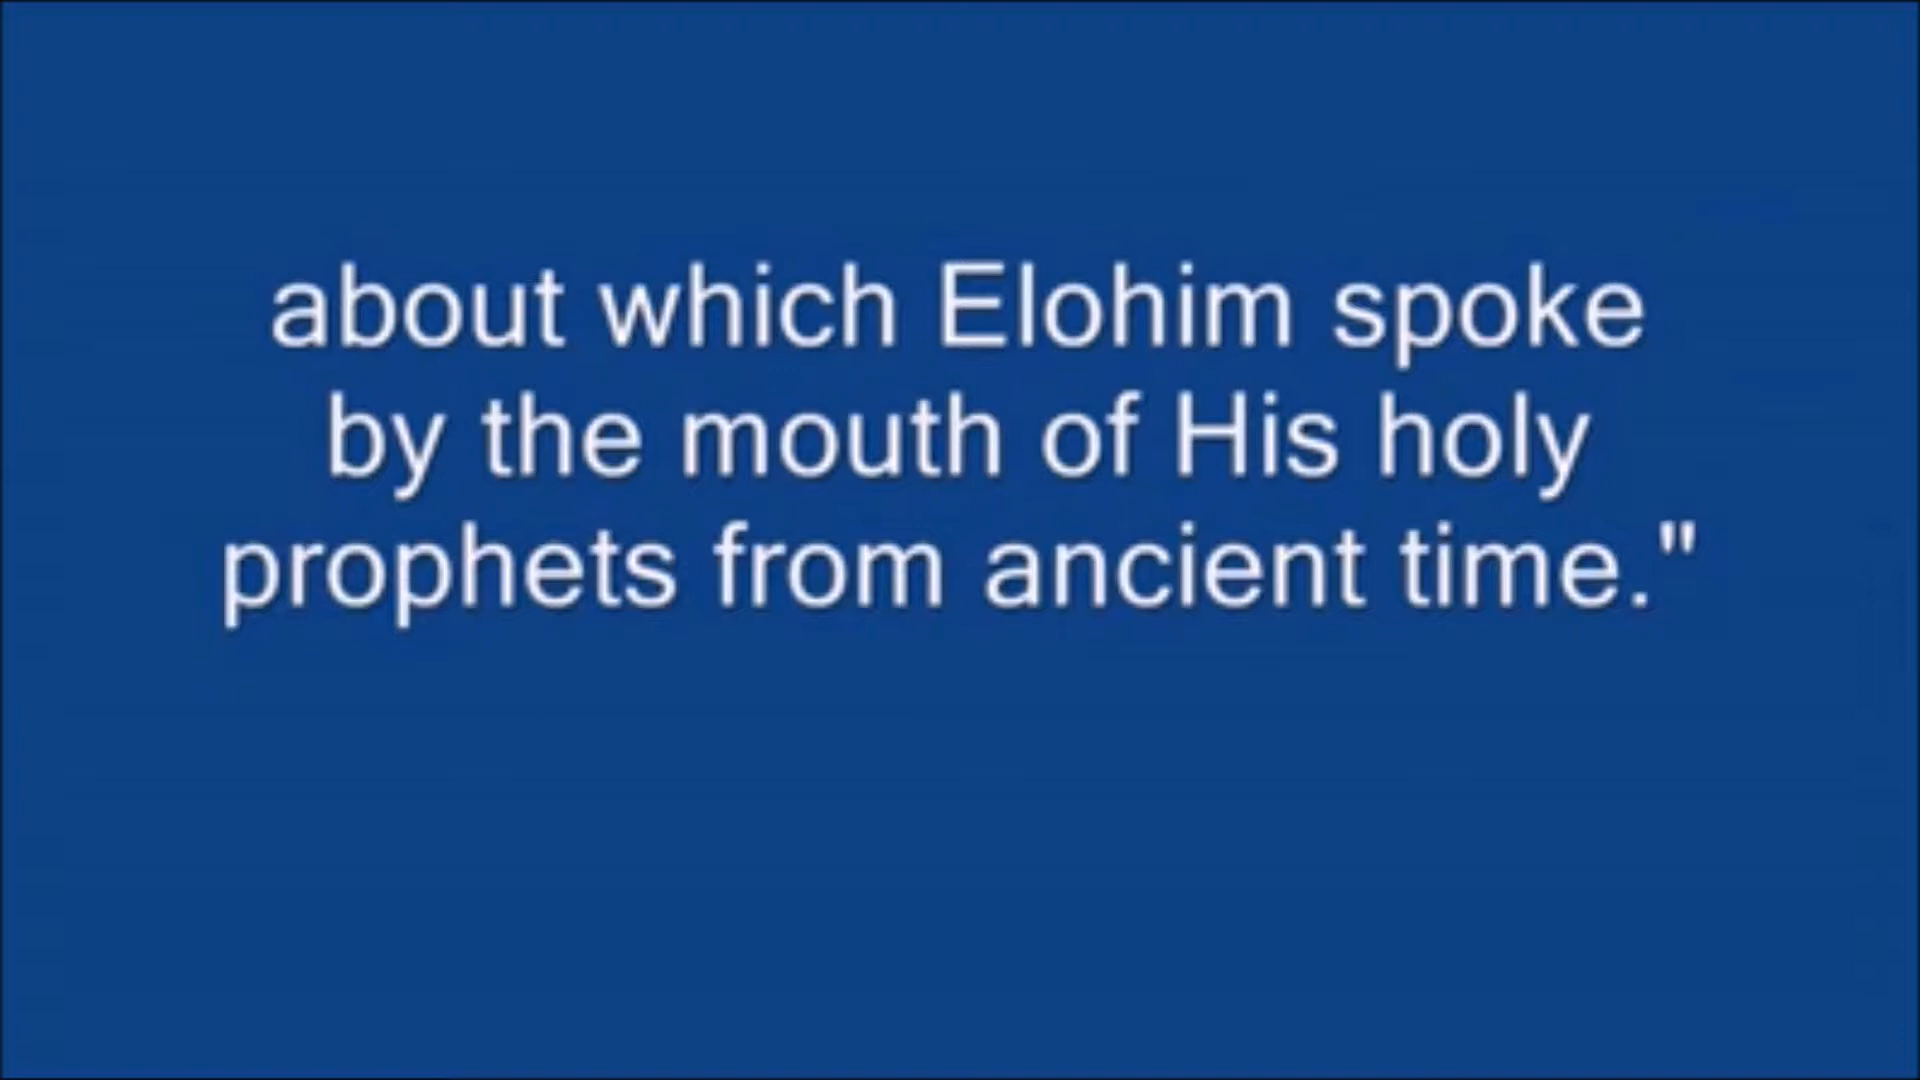 about which Elohim spoke
by the mouth of His holy
prophets from ancient time."